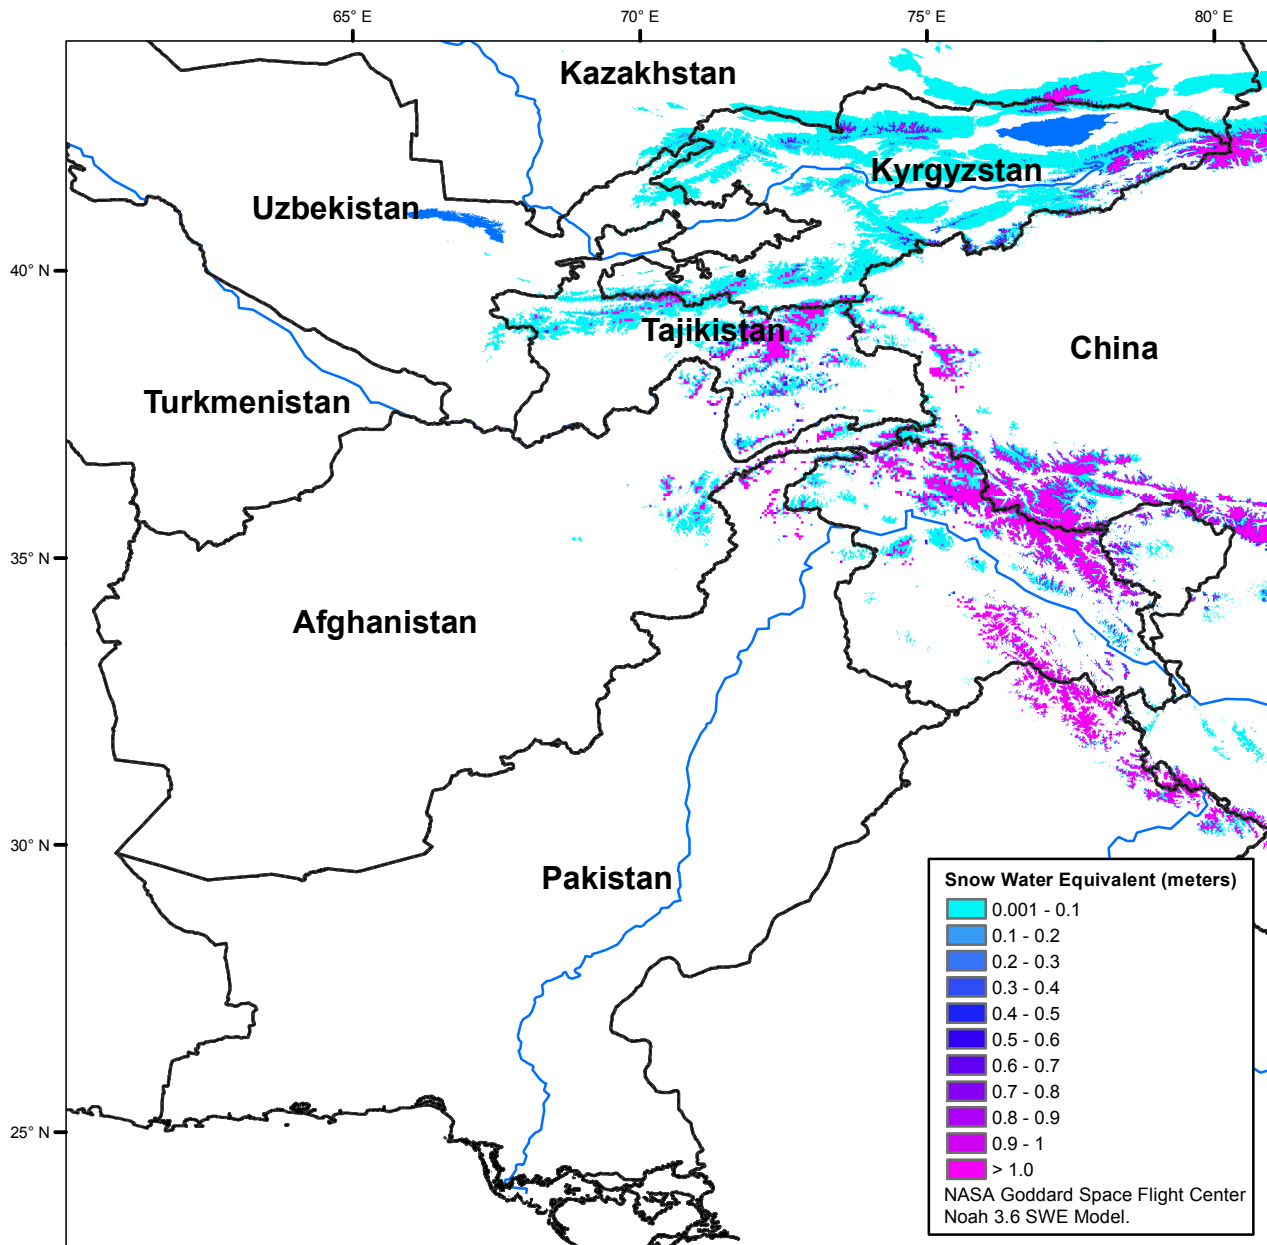 65° E
70° E
75° E
80° E
Kazakhstan
Kyrgyzstan
Uzbekistan
40° N
Tajikistan
China
Turkmenistan
35° N
Afghanistan
30° N
Pakistan
25° N
Snow Water Equivalent (meters)
0.001 - 0.1
0.1 - 0.2
0.2 - 0.3
0.3 - 0.4
0.4 - 0.5
0.5 - 0.6
0.6 - 0.7
0.7 - 0.8
0.8 - 0.9
0.9 - 1
> 1.0
NASA Goddard Space Flight Center
Noah 3.6 SWE Model.